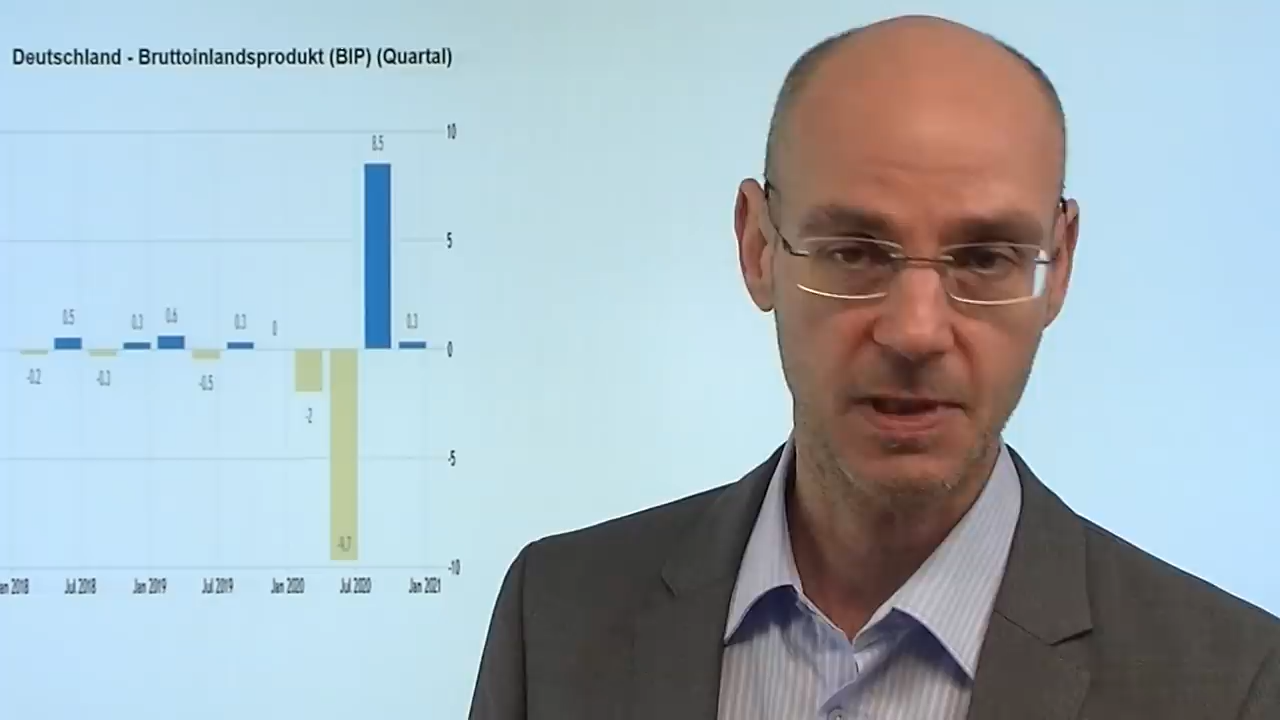 Deutschland - Bruttoinlandsprodukt (BIP) (Quartal)
10
8.5
5
0.5 0.3 0.6 0.3 0 0.3
0
-0.2 -0.3 -0.5
-2
-5
-9.7
-10
Jul 2018 Jan 2019 Jul 2019 Jan 2020 Jul 2020 Jan 2021